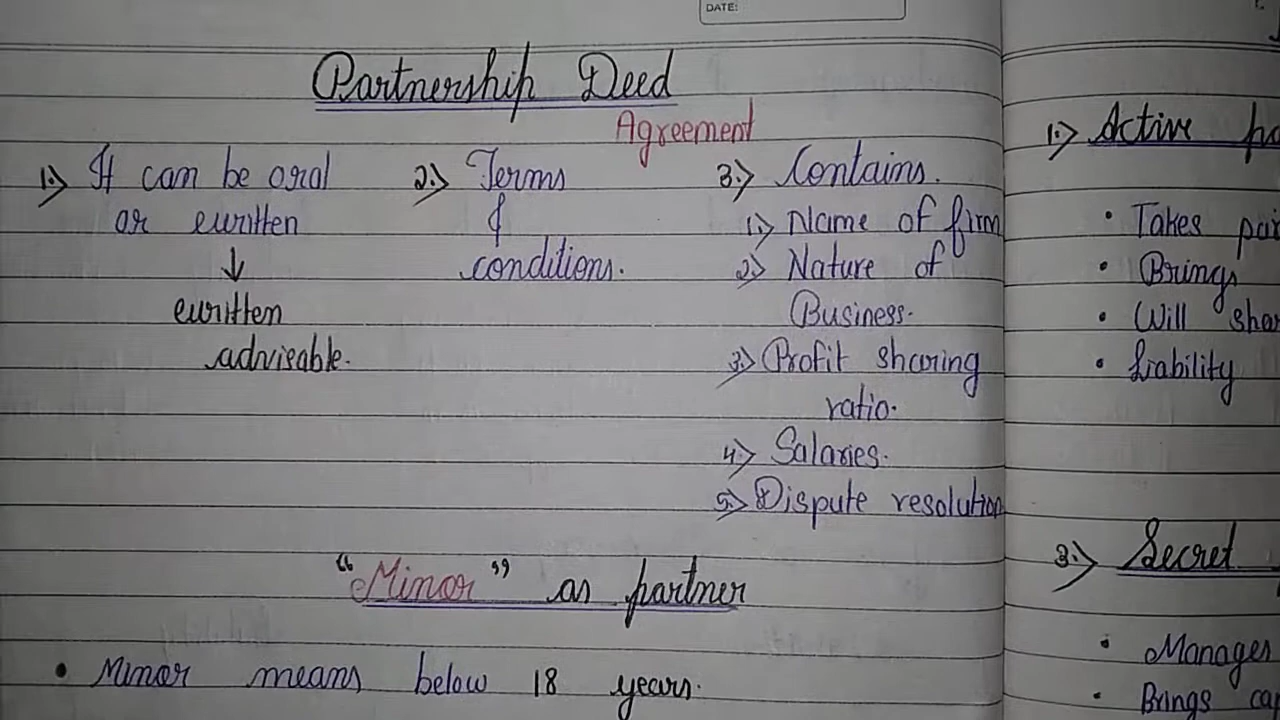 DATE:
Partnership Deed
Agreement
1.) It can be oral
or written
↓
written
advisable.
2.) Terms
&
conditions.
3.) Contains.
1.) Name of firm
2.) Nature of
Business.
3.) Profit sharing
ratio.
4.) Salaries.
5.) Dispute resolution
"Minor" as partner
• Minor means below 18 years.
1.) Active
• Takes
• Brings
• Will
• Liability
3.) Secret
• Manages
• Brings